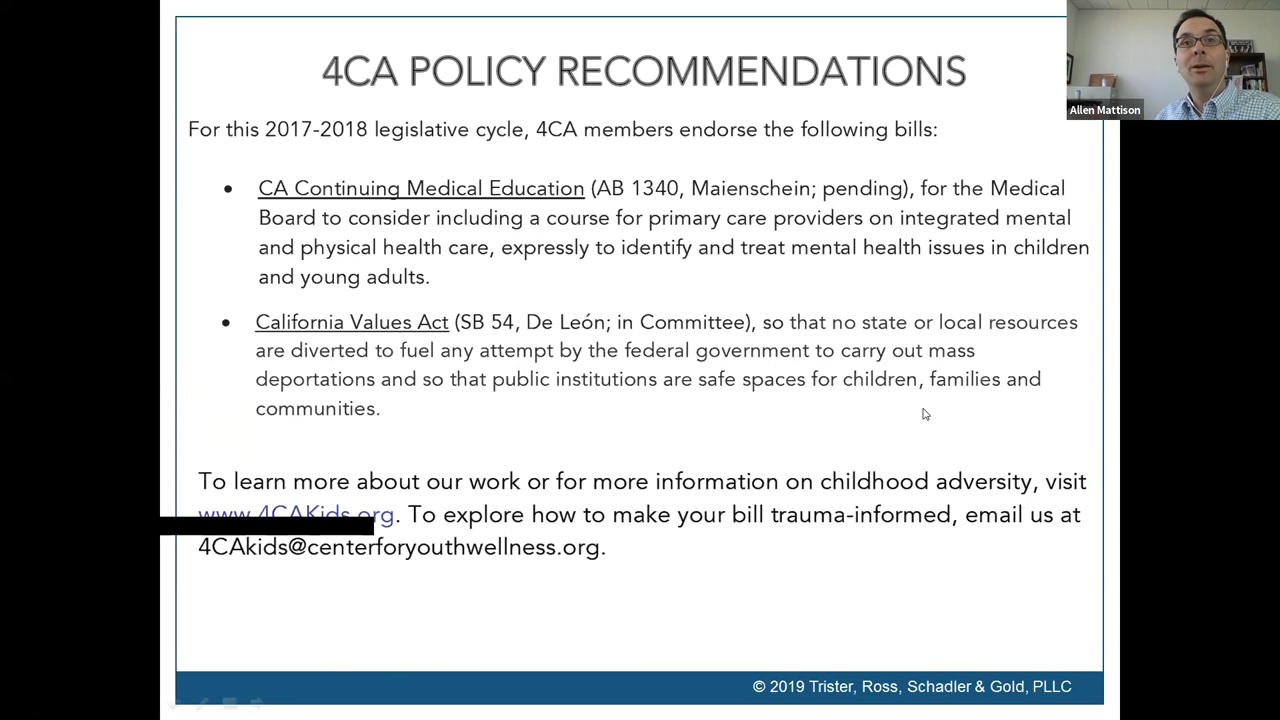 4CA POLICY RECOMMENDATIONS
Allen Mattison
For this 2017-2018 legislative cycle, 4CA members endorse the following bills:
• CA Continuing Medical Education (AB 1340, Maienschein; pending), for the Medical
Board to consider including a course for primary care providers on integrated mental
and physical health care, expressly to identify and treat mental health issues in children
and young adults.
• California Values Act (SB 54, De León; in Committee), so that no state or local resources
are diverted to fuel any attempt by the federal government to carry out mass
deportations and so that public institutions are safe spaces for children, families and
communities.
To learn more about our work or for more information on childhood adversity, visit
www.4CAKids.org. To explore how to make your bill trauma-informed, email us at
4CAkids@centerforyouthwellness.org.
© 2019 Trister, Ross, Schadler & Gold, PLLC